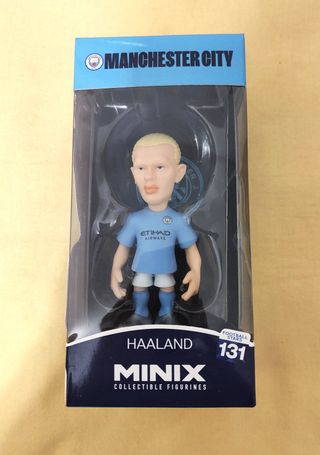 MANCHESTER CITY
ETIHAD
AIRWAYS
HAALAND
FOOTBALL
STARS
131
MINIX
COLLECTIBLE FIGURINES